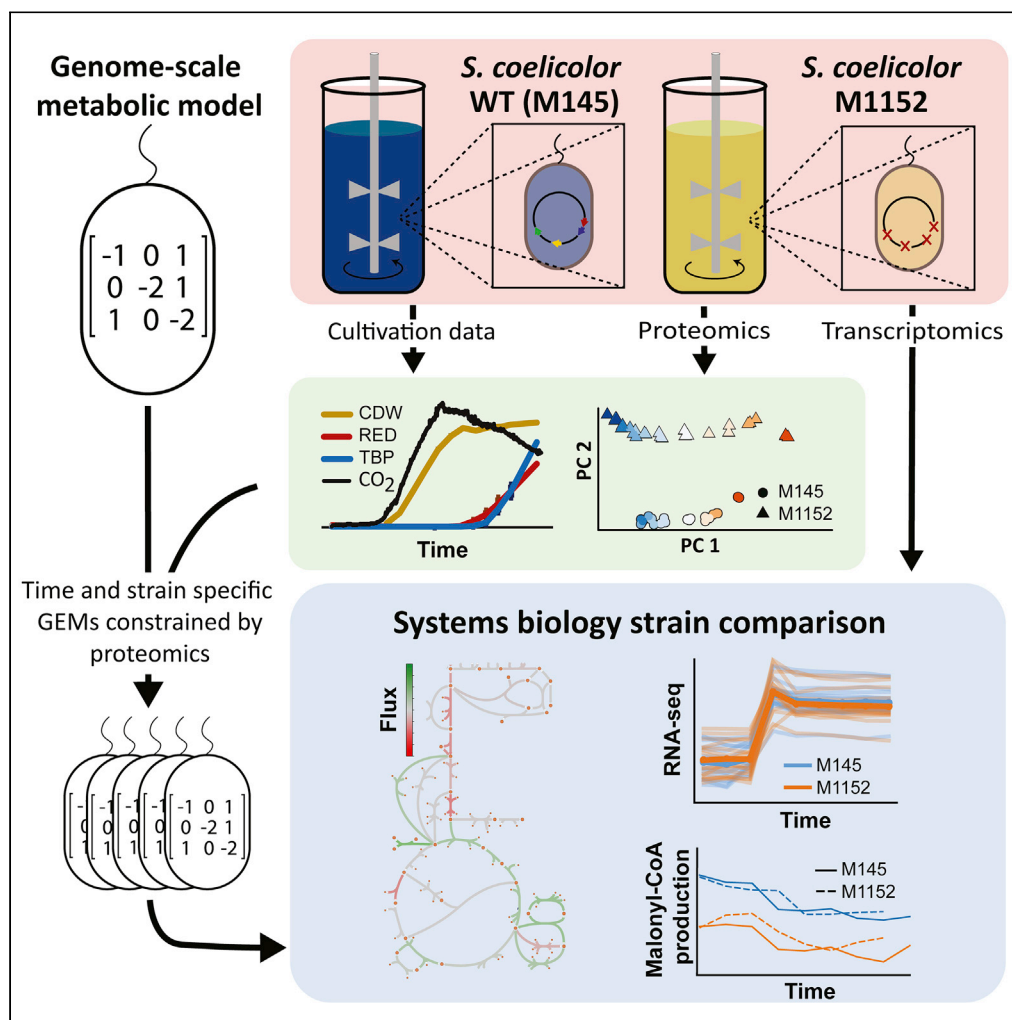 Genome-scale
metabolic model
-1 0 1
0 -2 1
1 0 -2
S. coelicolor
WT (M145)
S. coelicolor
M1152
Cultivation data
Proteomics
Transcriptomics
CDW
RED
TBP
CO2
Time
PC 2
M145
M1152
PC 1
Time and strain specific
GEMs constrained by
proteomics
-1 0 1
0 -2 1
1 0 -2
Systems biology strain comparison
Flux
RNA-seq
M145
M1152
Time
Malonyl-CoA
production
M145
M1152
Time